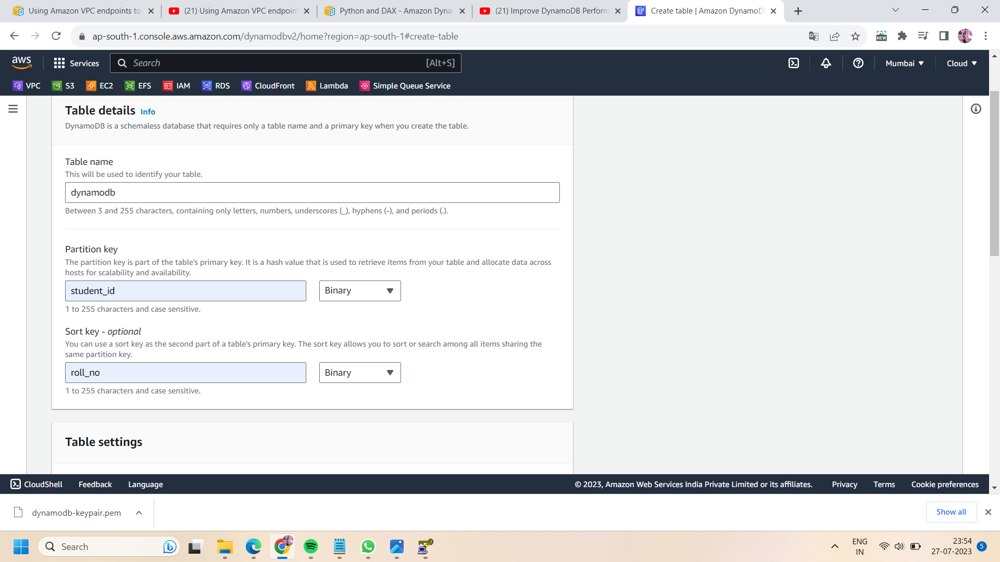 Using Amazon VPC endpoints to
(21) Using Amazon VPC endpoin
Python and DAX - Amazon Dynam
(21) Improve DynamoDB Perform
Create table | Amazon DynamoD
ap-south-1.console.aws.amazon.com/dynamodbv2/home?region=ap-south-1#create-table
NEW
aws
Services
Search
[Alt+S]
Mumbai
Cloud
VPC
S3
EC2
EFS
IAM
RDS
CloudFront
Lambda
Simple Queue Service
Table details Info
DynamoDB is a schemaless database that requires only a table name and a primary key when you create the table.
Table name
This will be used to identify your table.
dynamodb
Between 3 and 255 characters, containing only letters, numbers, underscores (_), hyphens (-), and periods (.).
Partition key
The partition key is part of the table's primary key. It is a hash value that is used to retrieve items from your table and allocate data across
hosts for scalability and availability.
student_id
Binary
1 to 255 characters and case sensitive.
Sort key - optional
You can use a sort key as the second part of a table's primary key. The sort key allows you to sort or search among all items sharing the
same partition key.
roll_no
Binary
1 to 255 characters and case sensitive.
Table settings
CloudShell
Feedback
Language
© 2023, Amazon Web Services India Private Limited or its affiliates.
Privacy
Terms
Cookie preferences
dynamodb-keypair.pem
Show all
Search
ENG
IN
23:54
27-07-2023
5